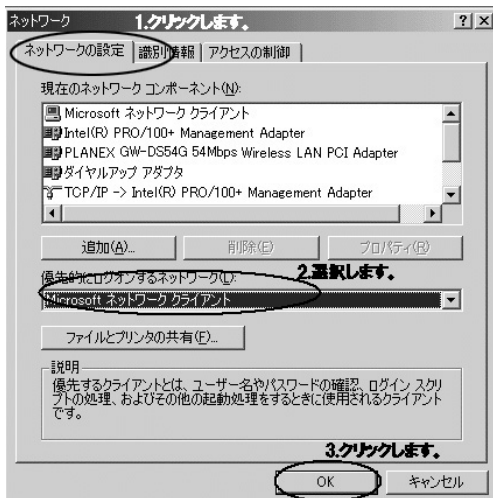 ネットワーク
1.クリックします。
ネットワークの設定 識別情報 アクセスの制御
現在のネットワーク コンポーネント(N):
Microsoft ネットワーク クライアント
Intel(R) PRO/100+ Management Adapter
PLANEX GW-DS54G 54Mbps Wireless LAN PCI Adapter
ダイヤルアップ アダプタ
TCP/IP -> Intel(R) PRO/100+ Management Adapter
追加(A)... 削除(E) プロパティ(R)
2.選択します。
優先的にログオンするネットワーク(L):
Microsoft ネットワーク クライアント
ファイルとプリンタの共有(F)...
説明
優先するクライアントとは、ユーザー名やパスワードの確認、ログイン スクリ
プトの処理、およびその他の起動処理をするときに使用されるクライアント
です。
3.クリックします。
OK キャンセル